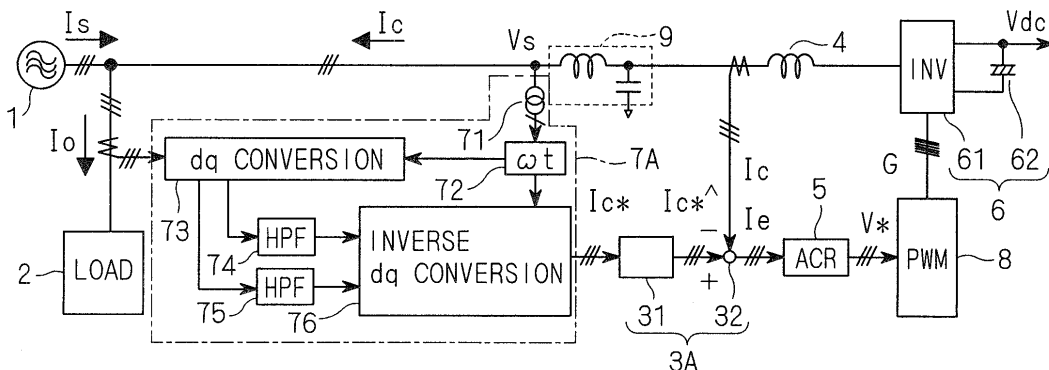 Is
Ic
Vs
9
4
Vdc
1
INV
Io
71
7A
61
62
6
dq CONVERSION
ωt
72
73
G
Ic
Ic*
Ic*^
−
Ie
5
V*
HPF
74
INVERSE
dq CONVERSION
HPF
75
76
+
ACR
PWM
8
2
LOAD
31
32
3A